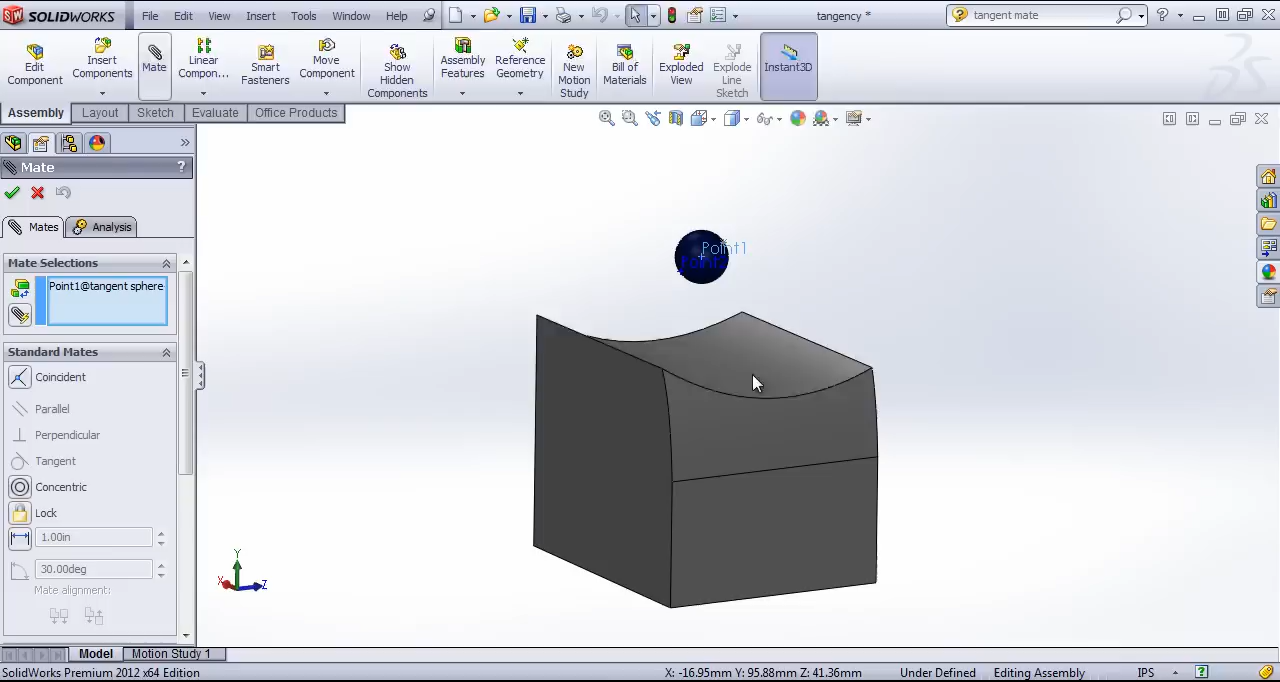 SOLIDWORKS File Edit View Insert Tools Window Help tangency * tangent mate
Edit Component
Insert Components
Mate
Linear Compon...
Smart Fasteners
Move Component
Show Hidden Components
Assembly Features
Reference Geometry
New Motion Study
Bill of Materials
Exploded View
Explode Line Sketch
Instant3D
Assembly Layout Sketch Evaluate Office Products
Mate ?
Mates Analysis
Mate Selections
Point1@tangent sphere
Standard Mates
Coincident
Parallel
Perpendicular
Tangent
Concentric
Lock
1.00in
30.00deg
Mate alignment:
Point1
Point2
Y
X
Z
Model Motion Study 1
SolidWorks Premium 2012 x64 Edition X: -16.95mm Y: 95.88mm Z: 41.36mm Under Defined Editing Assembly IPS ?